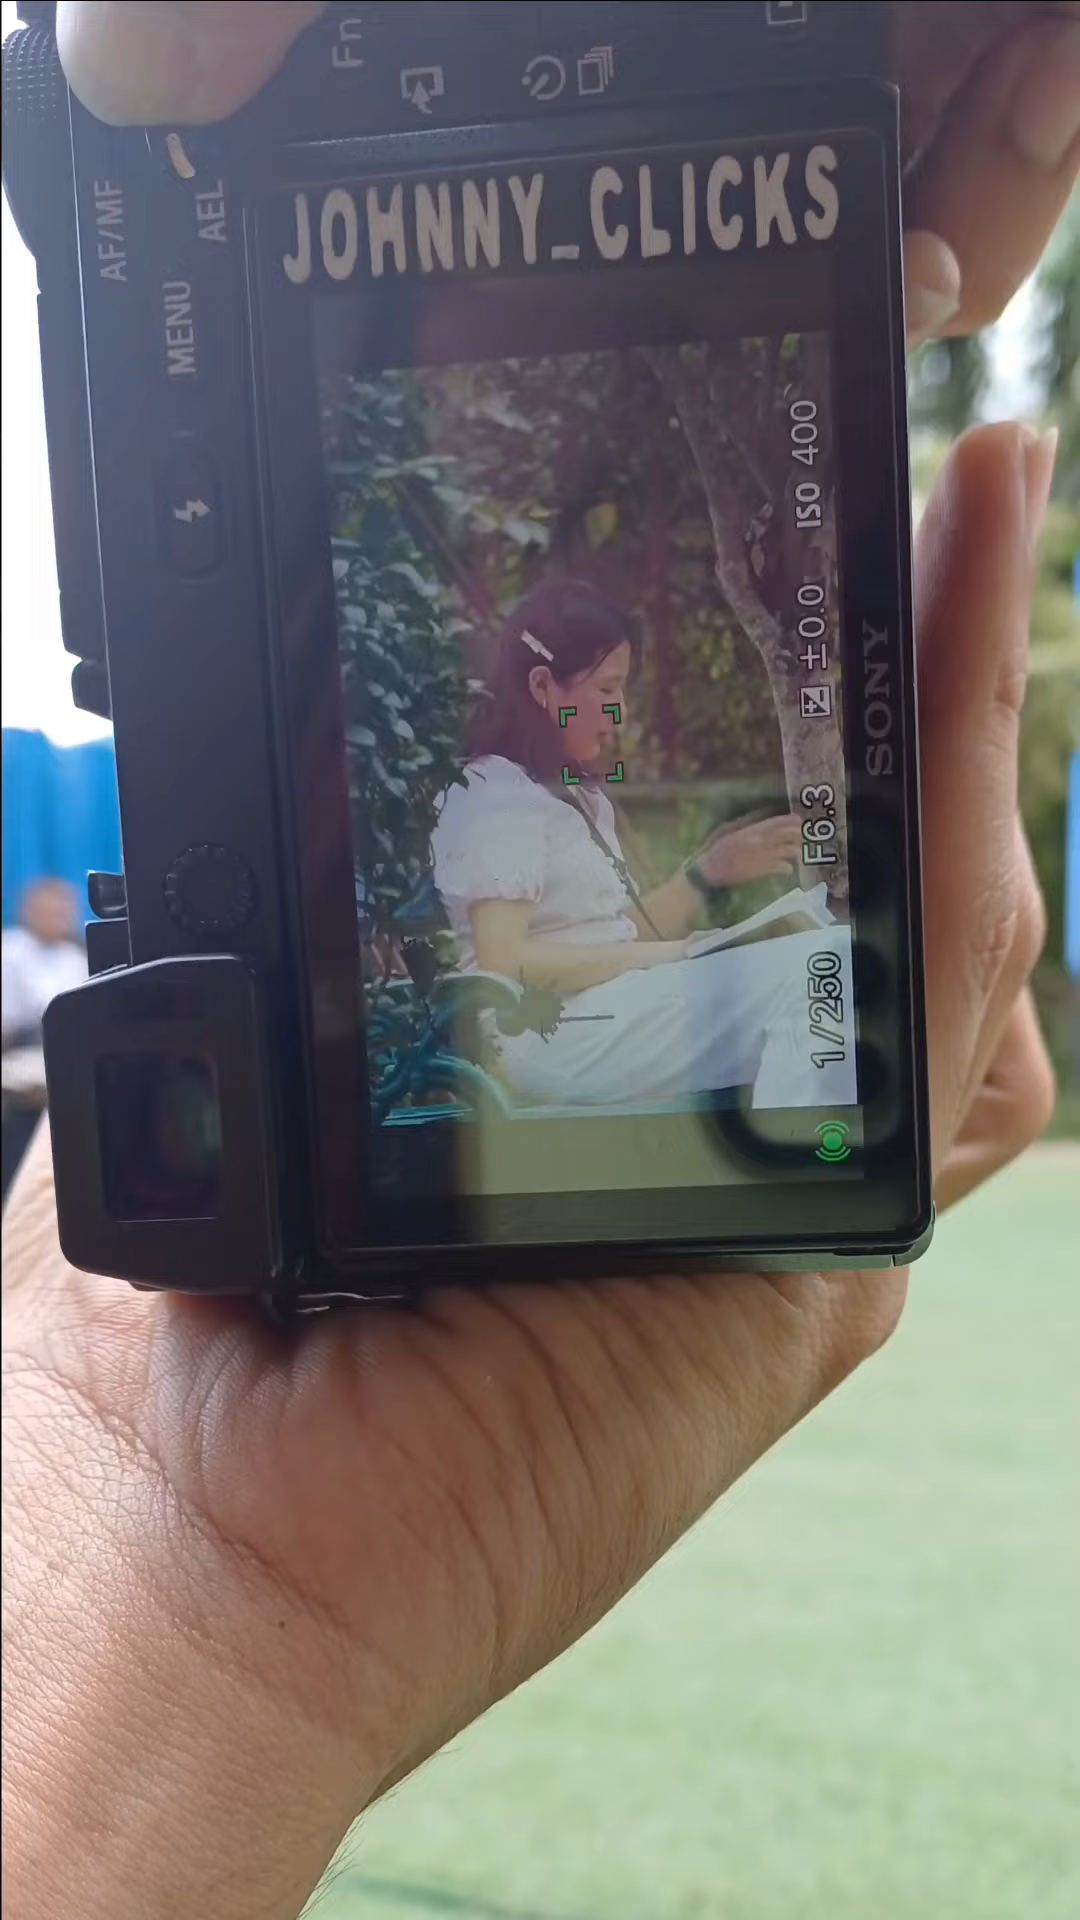 Fn
AF/MF
AEL
MENU
JOHNNY_CLICKS
1/250 F6.3 ±0.0 ISO 400
SONY